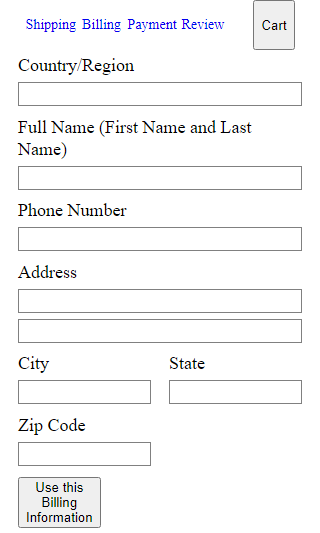 Shipping Billing Payment Review Cart
Country/Region
Full Name (First Name and Last
Name)
Phone Number
Address
City State
Zip Code
Use this
Billing
Information